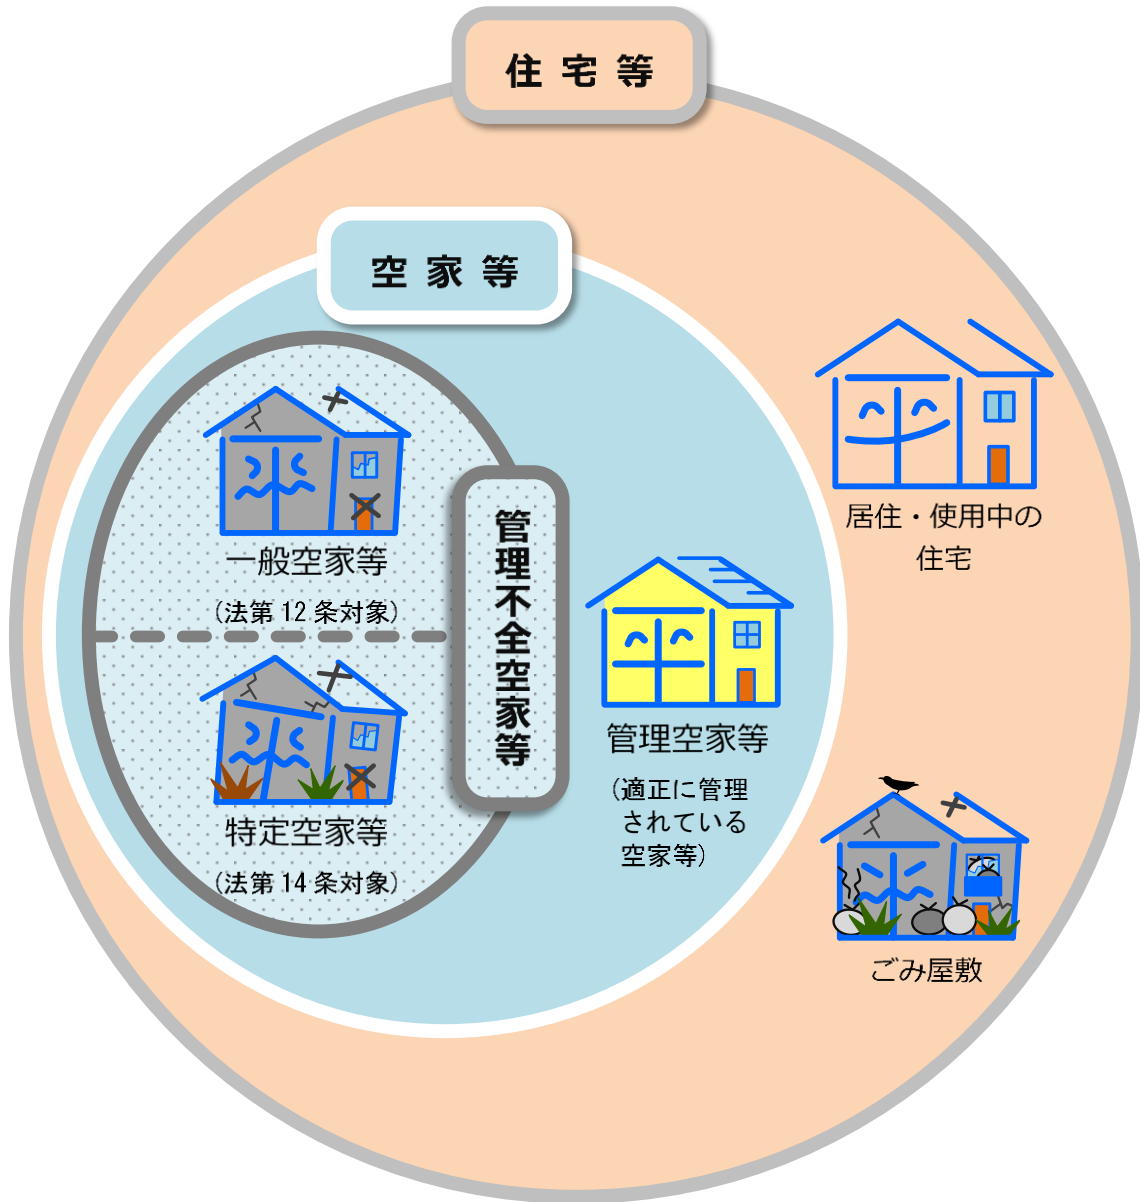 住宅等
空家等
一般空家等
（法第12条対象）
管理不全空家等
特定空家等
（法第14条対象）
管理空家等
（適正に管理
されている
空家等）
居住・使用中の
住宅
ごみ屋敷